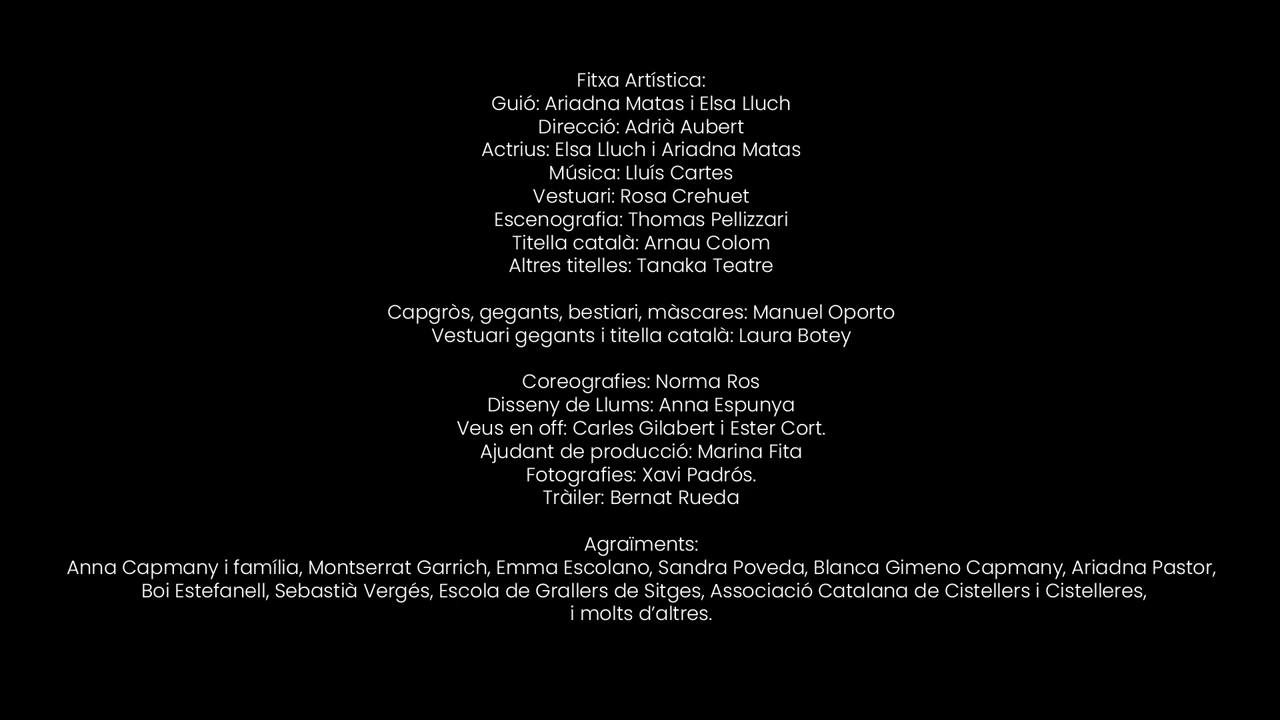 Fitxa Artística:
Guió: Ariadna Matas i Elsa Lluch
Direcció: Adrià Aubert
Actrius: Elsa Lluch i Ariadna Matas
Música: Lluís Cartes
Vestuari: Rosa Crehuet
Escenografia: Thomas Pellizzari
Titella català: Arnau Colom
Altres titelles: Tanaka Teatre
Capgròs, gegants, bestiari, màscares: Manuel Oporto
Vestuari gegants i titella català: Laura Botey
Coreografies: Norma Ros
Disseny de Llums: Anna Espunya
Veus en off: Carles Gilabert i Ester Cort.
Ajudant de producció: Marina Fita
Fotografies: Xavi Padrós.
Tràiler: Bernat Rueda
Agraïments:
Anna Capmany i família, Montserrat Garrich, Emma Escolano, Sandra Poveda, Blanca Gimeno Capmany, Ariadna Pastor,
Boi Estefanell, Sebastià Vergés, Escola de Grallers de Sitges, Associació Catalana de Cistellers i Cistelleres,
i molts d’altres.